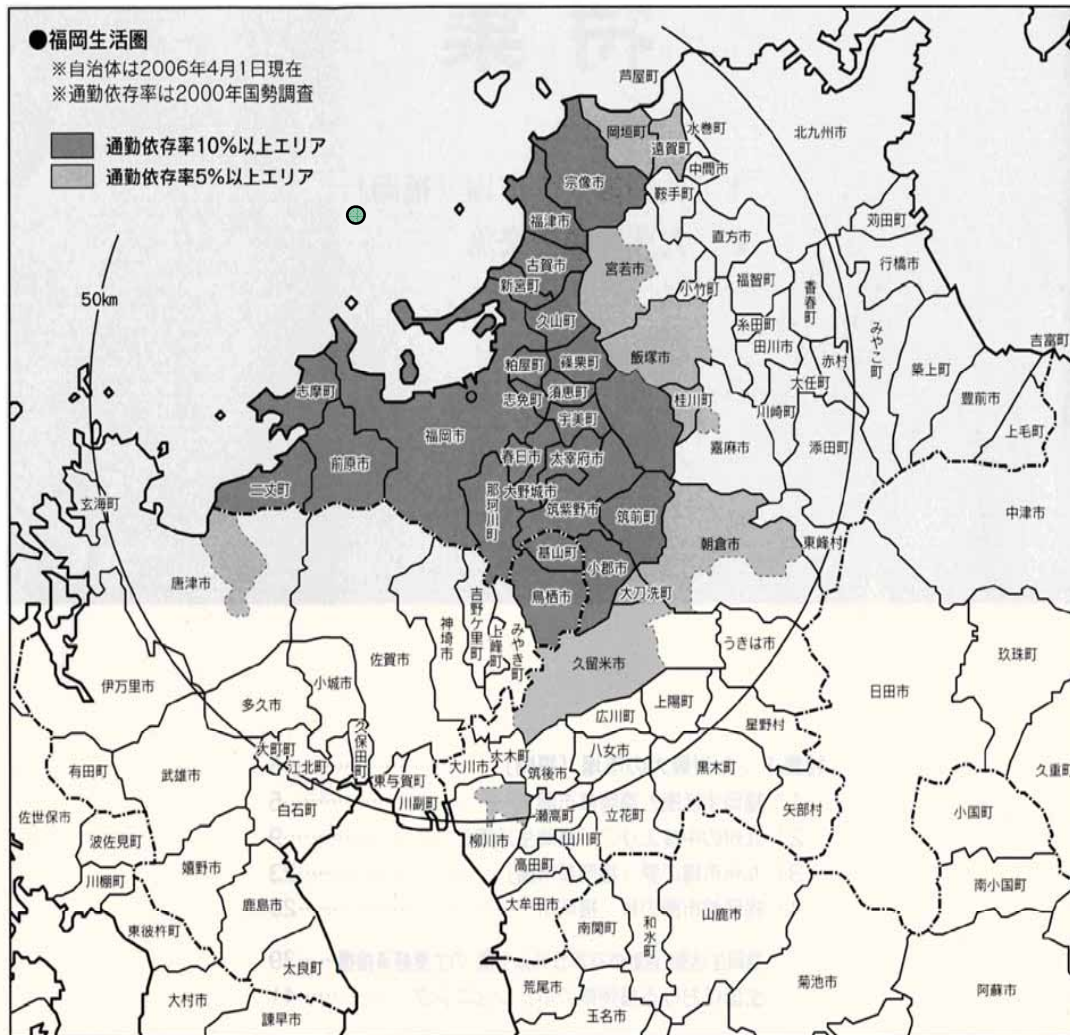 ●福岡生活圏
※自治体は2006年4月1日現在
※通勤依存率は2000年国勢調査
通勤依存率10%以上エリア
通勤依存率5%以上エリア
芦屋町
岡垣町
水巻町
北九州市
遠賀町
中間市
宗像市
鞍手町
福津市
苅田町
直方市
古賀市
宮若市
行橋市
新宮町
小竹町
福智町
香春町
50km
久山町
糸田町
みやこ町
吉富町
粕屋町
篠栗町
飯塚市
田川市
赤村
築上町
志摩町
志免町
須恵町
桂川町
大任町
豊前市
宇美町
川崎町
福岡市
嘉麻市
添田町
上毛町
前原市
春日市
太宰府市
二丈町
那珂川町
大野城市
玄海町
筑紫野市
筑前町
中津市
朝倉市
東峰村
基山町
小郡市
唐津市
大刀洗町
鳥栖市
吉野ケ里町
神埼市
上峰町
みやき町
うきは市
佐賀市
久留米市
玖珠町
伊万里市
小城市
日田市
多久市
上陽町
広川町
星野村
久保田町
大町町
大木町
八女市
有田町
武雄市
江北町
東与賀町
大川市
筑後市
黒木町
久重町
川副町
佐世保市
白石町
瀬高町
立花町
矢部村
小国町
波佐見町
柳川市
山川町
嬉野市
高田町
川棚町
南小国町
鹿島市
大牟田市
南関町
和水町
山鹿市
東彼杵町
太良町
荒尾市
菊池市
阿蘇市
大村市
諫早市
玉名市